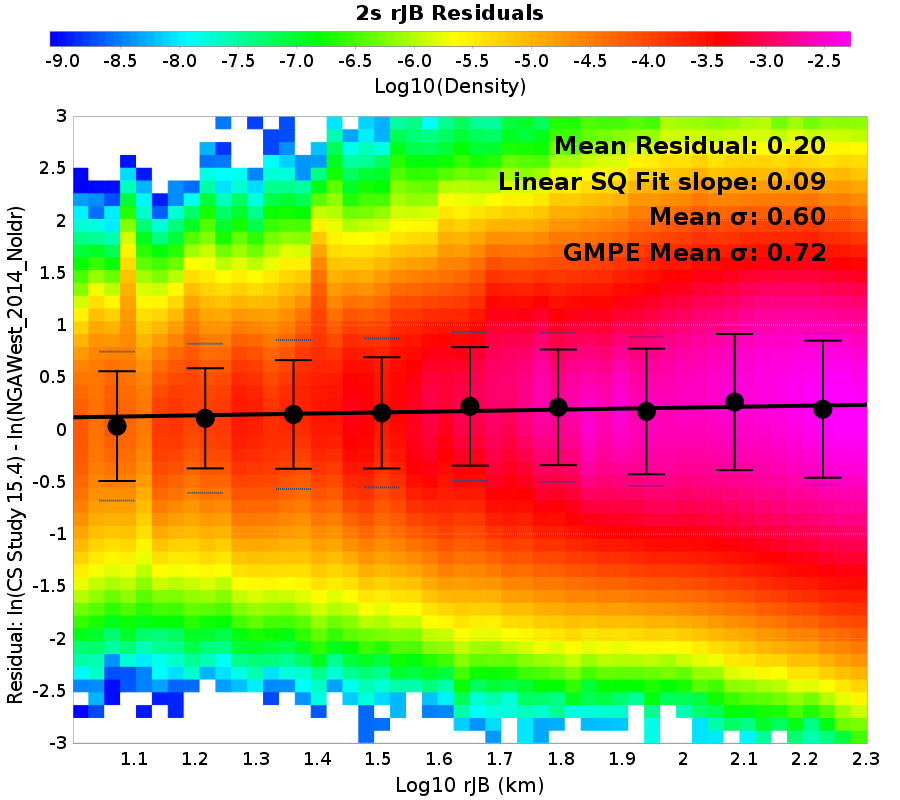 2s rJB Residuals
-9.0 -8.5 -8.0 -7.5 -7.0 -6.5 -6.0 -5.5 -5.0 -4.5 -4.0 -3.5 -3.0 -2.5
Log10(Density)
Mean Residual: 0.20
Linear SQ Fit slope: 0.09
Mean σ: 0.60
GMPE Mean σ: 0.72
Residual: ln(CS Study 15.4) - ln(NGAWest_2014_NoIdr)
3
2.5
2
1.5
1
0.5
0
-0.5
-1
-1.5
-2
-2.5
-3
1.1 1.2 1.3 1.4 1.5 1.6 1.7 1.8 1.9 2 2.1 2.2 2.3
Log10 rJB (km)